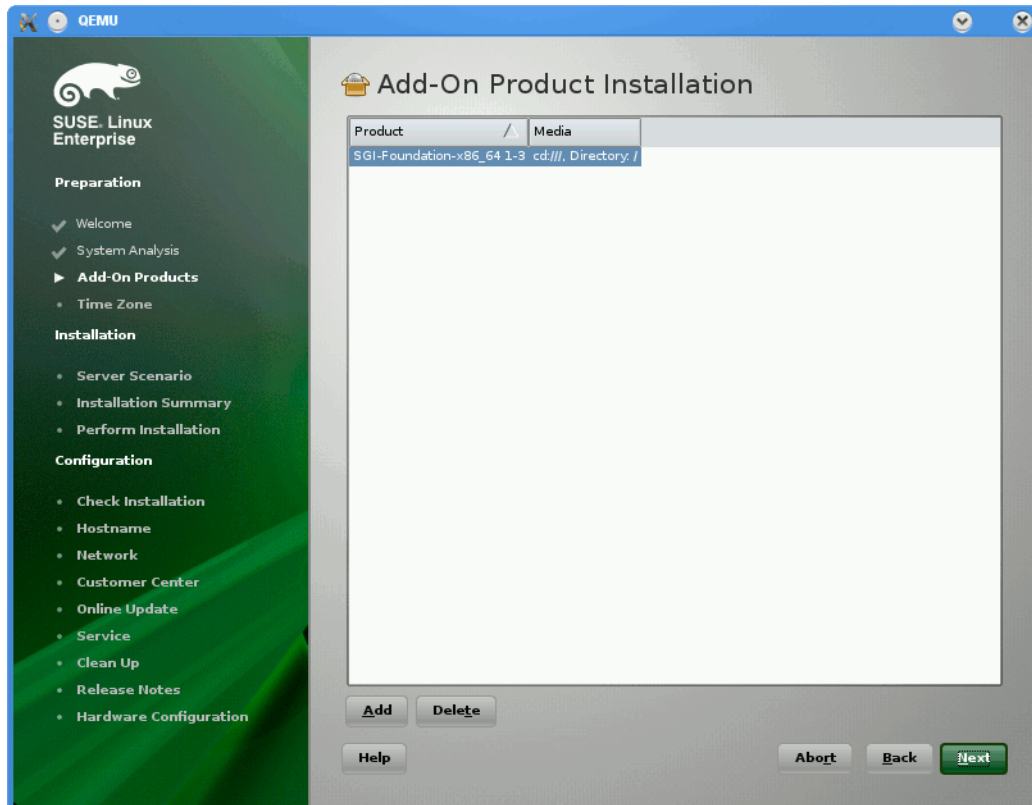 QEMU
SUSE. Linux
Enterprise
Preparation
Welcome
System Analysis
Add-On Products
Time Zone
Installation
Server Scenario
Installation Summary
Perform Installation
Configuration
Check Installation
Hostname
Network
Customer Center
Online Update
Service
Clean Up
Release Notes
Hardware Configuration
Add-On Product Installation
Product Media
SGI-Foundation-x86_64 1-3 cd:///, Directory: /
Add Delete
Help Abort Back Next